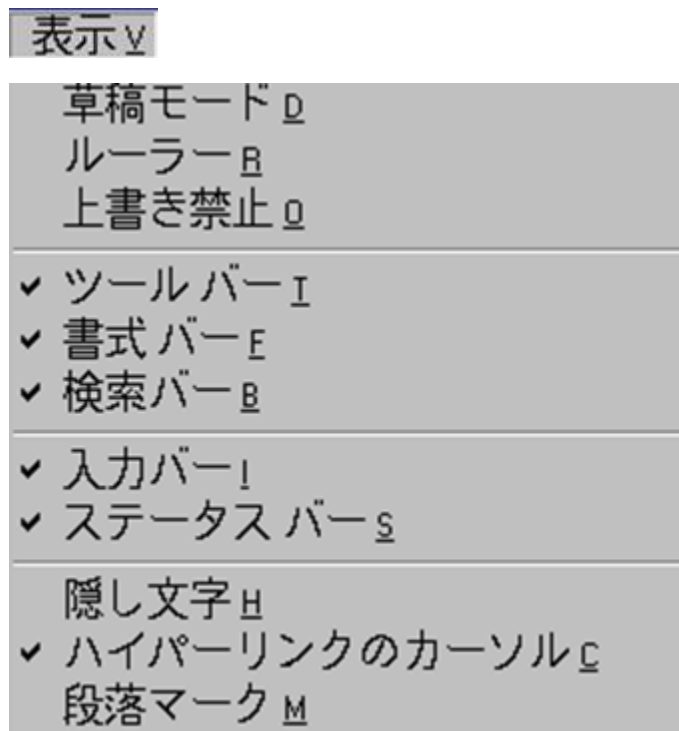 表示V
草稿モードD
ルーラーR
上書き禁止O
ツール バーT
書式 バーF
検索バーB
入力バーI
ステータス バーS
隠し文字H
ハイパーリンクのカーソルC
段落マークM